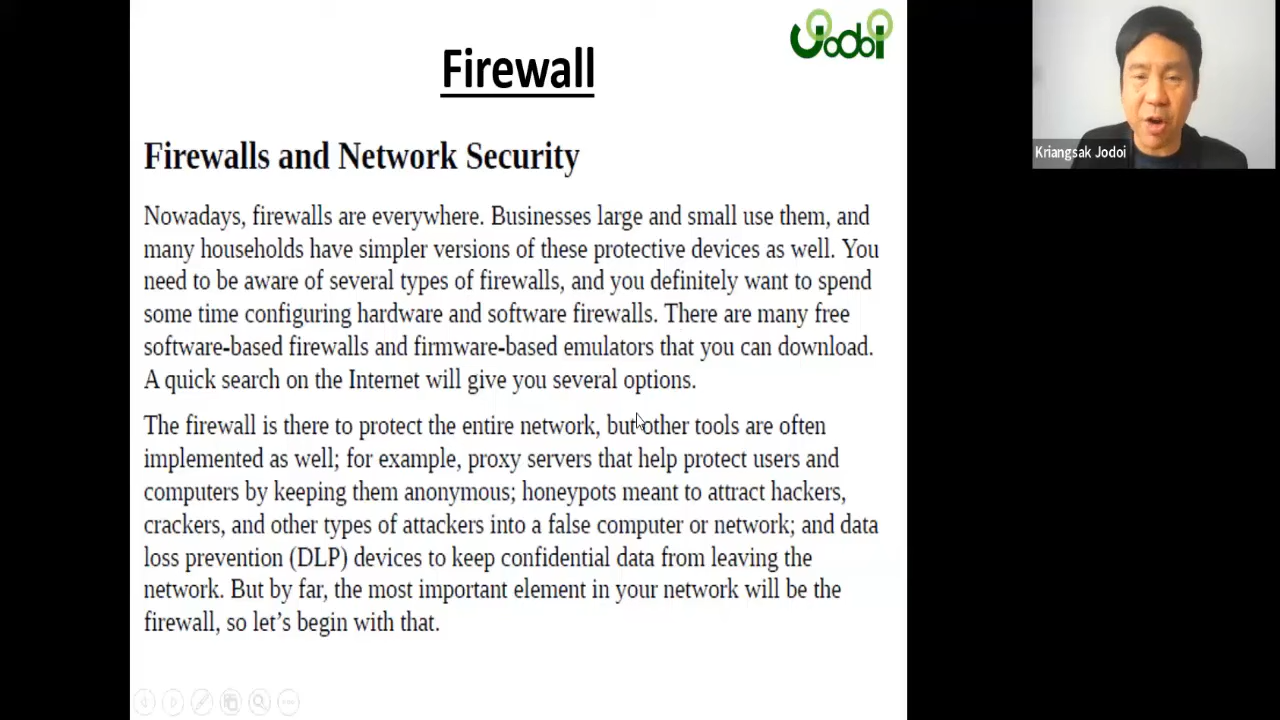 Jodoi
Firewall
Firewalls and Network Security
Nowadays, firewalls are everywhere. Businesses large and small use them, and
many households have simpler versions of these protective devices as well. You
need to be aware of several types of firewalls, and you definitely want to spend
some time configuring hardware and software firewalls. There are many free
software-based firewalls and firmware-based emulators that you can download.
A quick search on the Internet will give you several options.
The firewall is there to protect the entire network, but other tools are often
implemented as well; for example, proxy servers that help protect users and
computers by keeping them anonymous; honeypots meant to attract hackers,
crackers, and other types of attackers into a false computer or network; and data
loss prevention (DLP) devices to keep confidential data from leaving the
network. But by far, the most important element in your network will be the
firewall, so let’s begin with that.
Kriangsak Jodoi